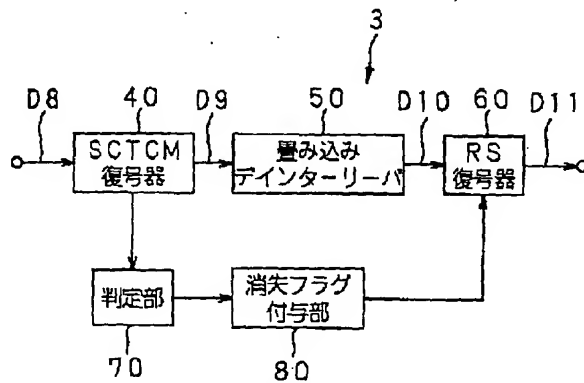 3
D8
40
D9
50
D10
60
D11
SCTCM
復号器
畳み込み
デインターリーバ
RS
復号器
判定部
消失フラグ
付与部
70
80